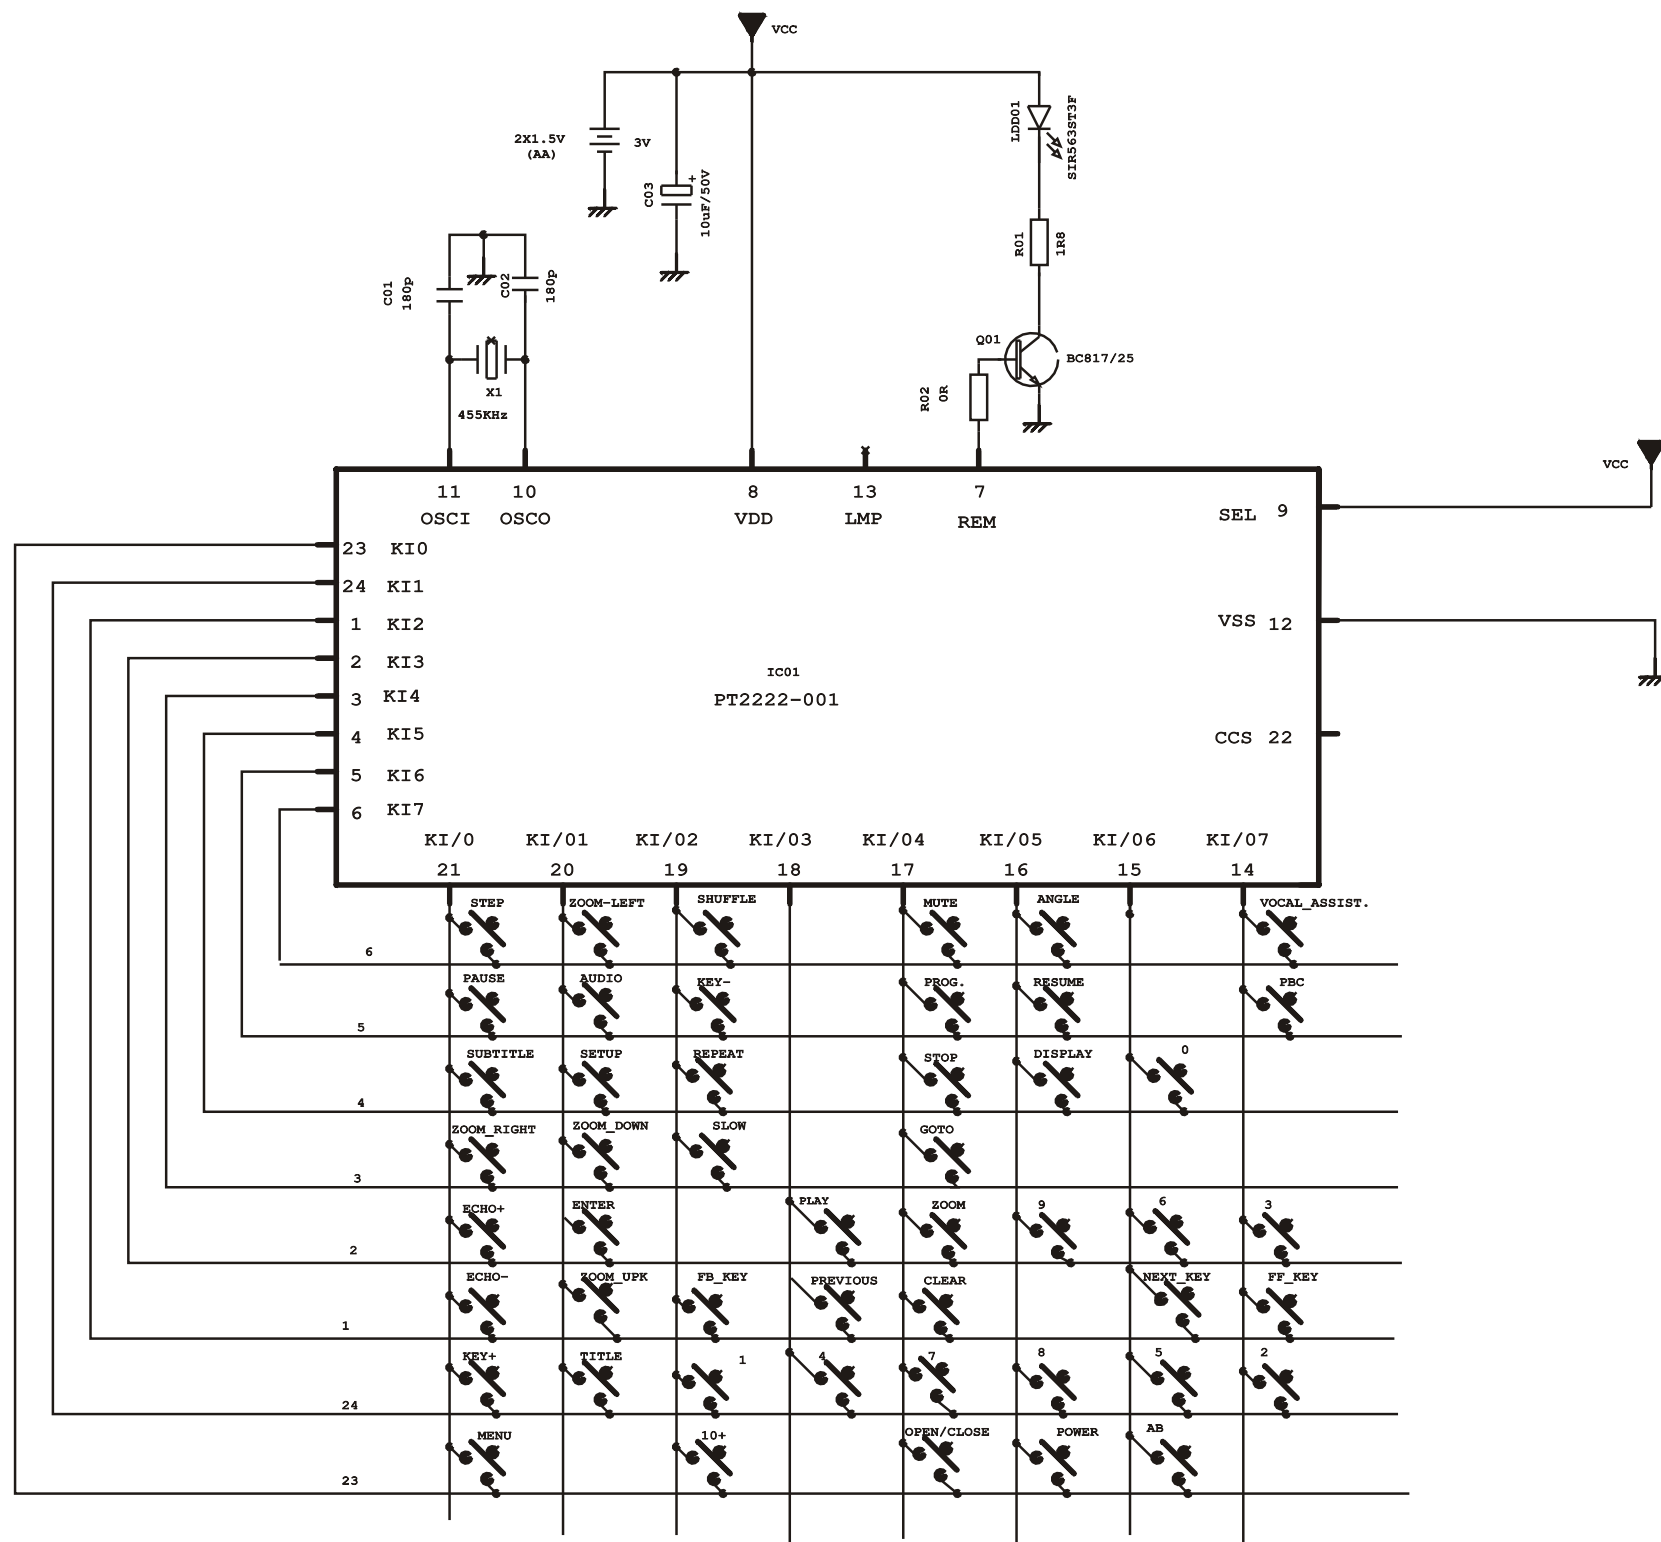 VCC
2X1.5V
(AA)
3V
C03
10uF/50V
LDD01
SIR563ST3F
R01
1R8
C01
180p
C02
180p
X1
455KHz
Q01
BC817/25
R02
0R
VCC
11 10 8 13 7
OSCI OSCO VDD LMP REM
SEL 9
23 KI0
24 KI1
1 KI2
VSS 12
2 KI3
IC01
3 KI4
PT2222-001
4 KI5
CCS 22
5 KI6
6 KI7
KI/0 KI/01 KI/02 KI/03 KI/04 KI/05 KI/06 KI/07
21 20 19 18 17 16 15 14
STEP ZOOM-LEFT SHUFFLE MUTE ANGLE VOCAL_ASSIST.
6
PAUSE AUDIO KEY- PROG. RESUME PBC
5
SUBTITLE SETUP REPEAT STOP DISPLAY 0
4
ZOOM_RIGHT ZOOM_DOWN SLOW GOTO
3
ECHO+ ENTER PLAY ZOOM 9 6 3
2
ECHO- ZOOM_UPK FB_KEY PREVIOUS CLEAR NEXT_KEY FF_KEY
1
KEY+ TITLE 1 4 7 8 5 2
24
MENU 10+ OPEN/CLOSE POWER AB
23